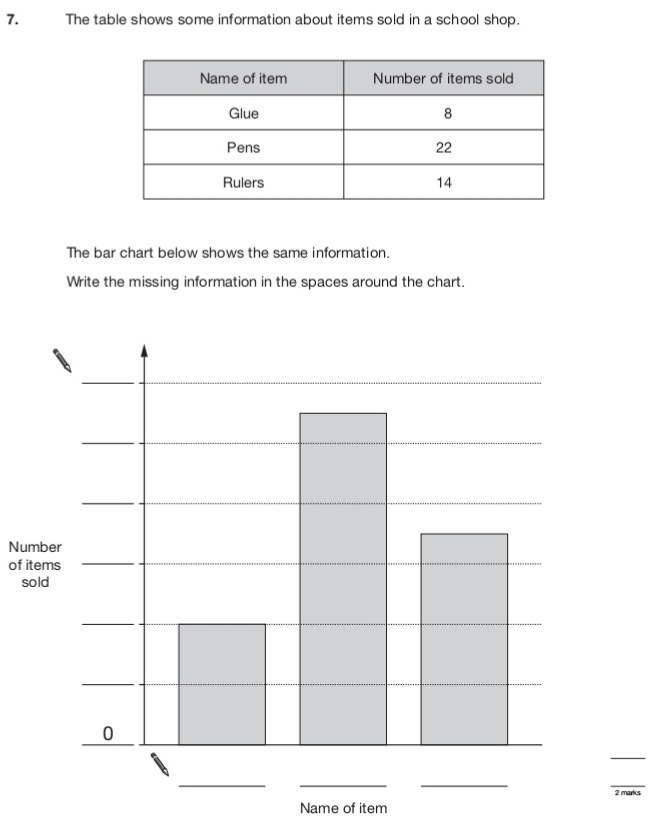 7. The table shows some information about items sold in a school shop.
Name of item Number of items sold
Glue 8
Pens 22
Rulers 14
The bar chart below shows the same information.
Write the missing information in the spaces around the chart.
Number
of items
sold
0
Name of item
2 marks